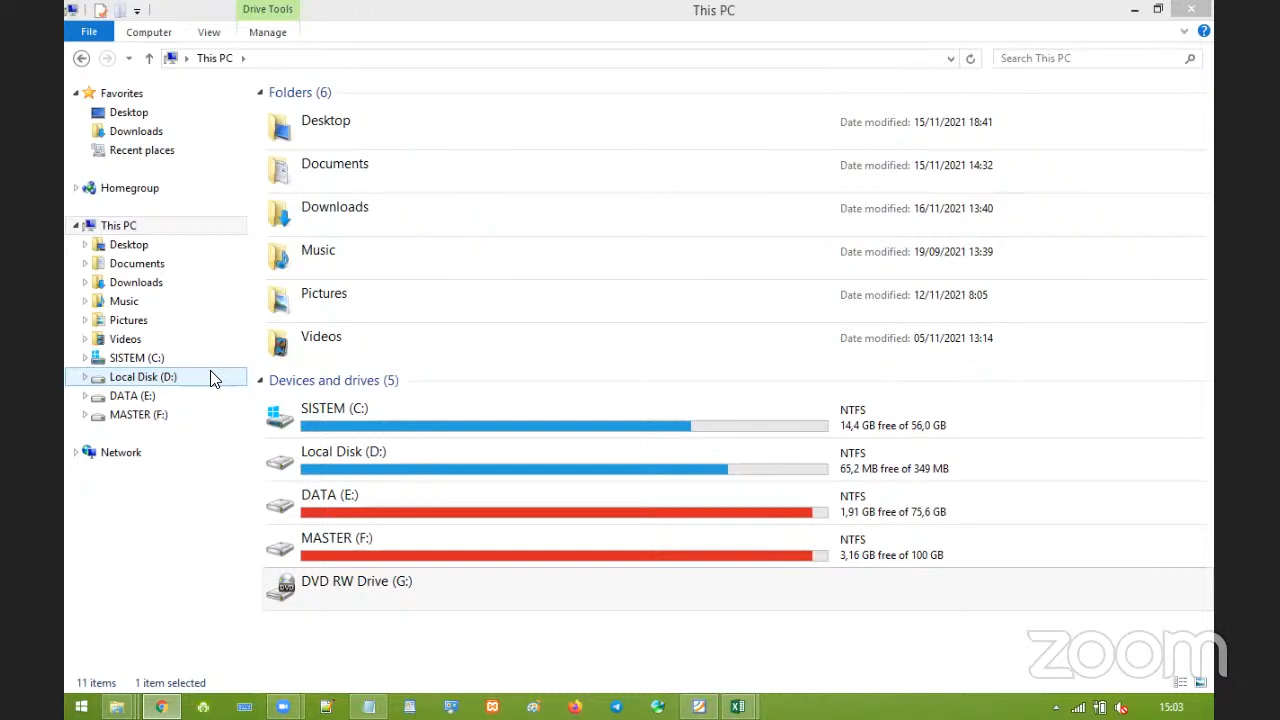 Drive Tools
This PC
File
Computer
View
Manage
This PC
Search This PC
Favorites
Desktop
Downloads
Recent places
Homegroup
This PC
Desktop
Documents
Downloads
Music
Pictures
Videos
SISTEM (C:)
Local Disk (D:)
DATA (E:)
MASTER (F:)
Network
Folders (6)
Desktop
Date modified: 15/11/2021 18:41
Documents
Date modified: 15/11/2021 14:32
Downloads
Date modified: 16/11/2021 13:40
Music
Date modified: 19/09/2021 13:39
Pictures
Date modified: 12/11/2021 8:05
Videos
Date modified: 05/11/2021 13:14
Devices and drives (5)
SISTEM (C:)
NTFS
14,4 GB free of 56,0 GB
Local Disk (D:)
NTFS
65,2 MB free of 349 MB
DATA (E:)
NTFS
1,91 GB free of 75,6 GB
MASTER (F:)
NTFS
3,16 GB free of 100 GB
DVD RW Drive (G:)
DVD
zoom
11 items
1 item selected
15:03